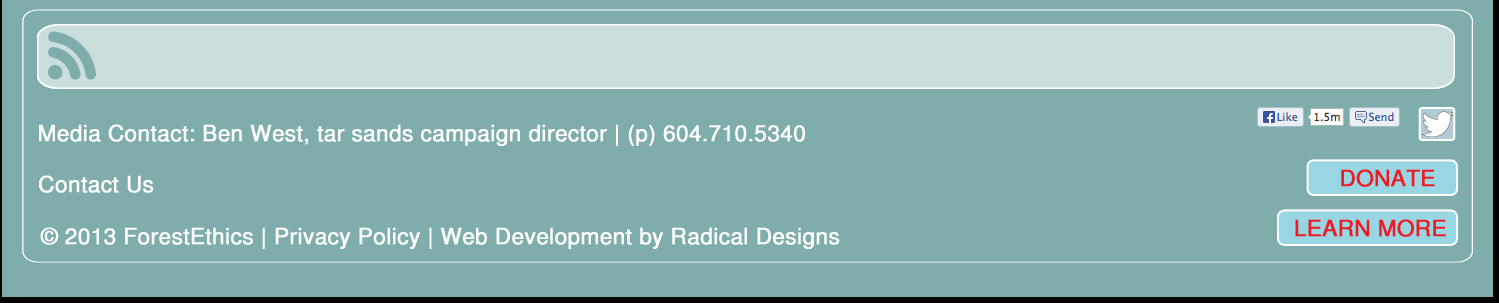 Like 1.5m Send
Media Contact: Ben West, tar sands campaign director | (p) 604.710.5340
Contact Us
DONATE
LEARN MORE
© 2013 ForestEthics | Privacy Policy | Web Development by Radical Designs